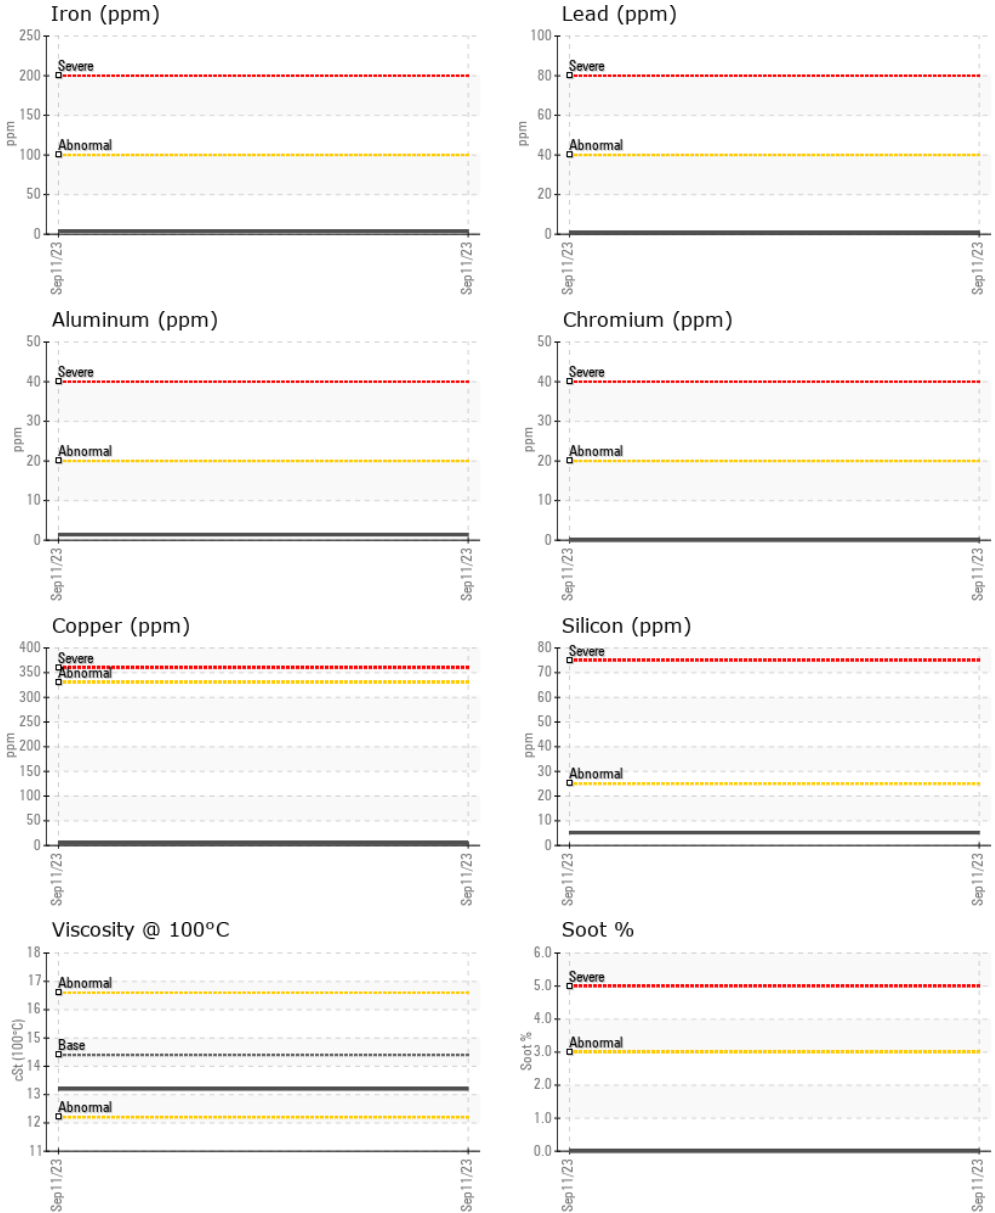 Iron (ppm)
250
200
150
100
50
0
ppm
Severe
Abnormal
Sep11/23
Sep11/23
Lead (ppm)
100
80
60
40
20
0
ppm
Severe
Abnormal
Sep11/23
Sep11/23
Aluminum (ppm)
50
40
30
20
10
0
ppm
Severe
Abnormal
Sep11/23
Sep11/23
Chromium (ppm)
50
40
30
20
10
0
ppm
Severe
Abnormal
Sep11/23
Sep11/23
Copper (ppm)
400
350
300
250
200
150
100
50
0
ppm
Severe
Abnormal
Sep11/23
Sep11/23
Silicon (ppm)
80
70
60
50
40
30
20
10
0
ppm
Severe
Abnormal
Sep11/23
Sep11/23
Viscosity @ 100°C
18
17
16
15
14
13
12
11
cSt (100°C)
Abnormal
Base
Abnormal
Sep11/23
Sep11/23
Soot %
6.0
5.0
4.0
3.0
2.0
1.0
0.0
Soot %
Severe
Abnormal
Sep11/23
Sep11/23